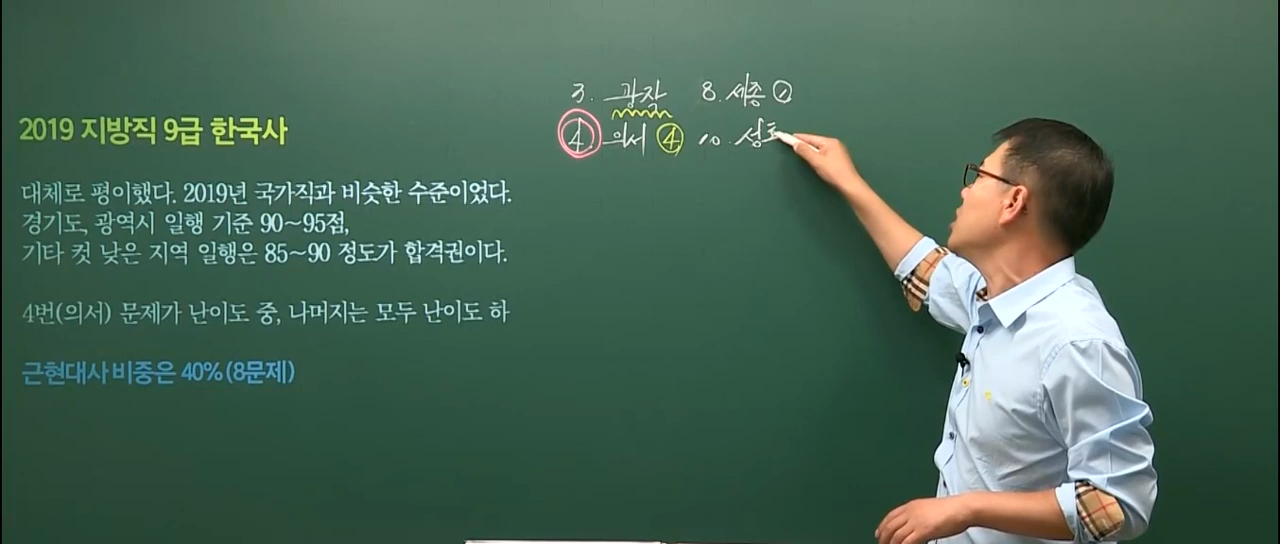 2019 지방직 9급 한국사
대체로 평이했다. 2019년 국가직과 비슷한 수준이었다.
경기도, 광역시 일행 기준 90~95점,
기타 컷 낮은 지역 일행은 85~90 정도가 합격권이다.
4번(의서) 문제가 난이도 중, 나머지는 모두 난이도 하
근현대사 비중은 40% (8문제)
3. 광작 8. 세종 ①
④. 의서 ④ 10. 성호